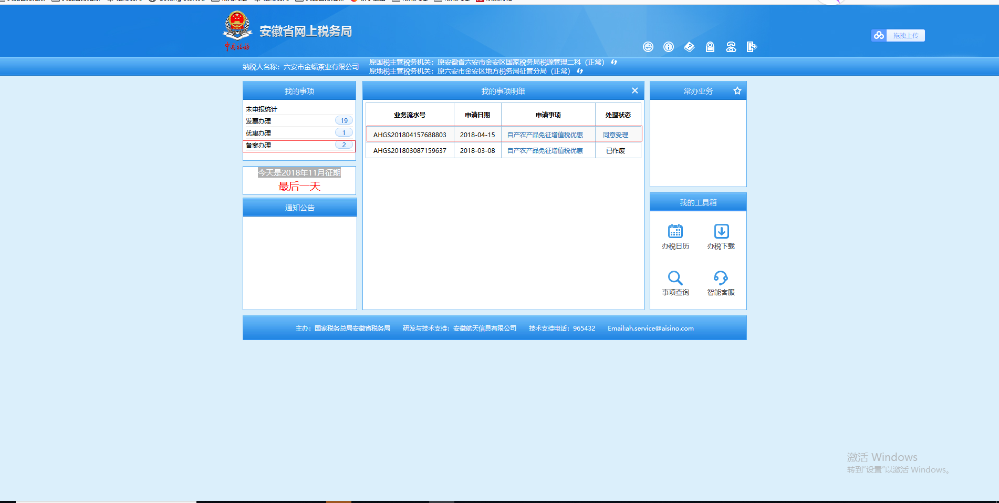 Getting Started
安徽省网上税务局
拖拽上传
纳税人名称：六安市金蝠茶业有限公司
原国税主管税务机关：原安徽省六安市金安区国家税务局税源管理二科（正常）
原地税主管税务机关：原六安市金安区地方税务局征管分局（正常）
我的事项
未申报统计
发票办理 19
优惠办理 1
备案办理 2
今天是2018年11月征期
最后一天
通知公告
我的事项明细
业务流水号 申请日期 申请事项 处理状态
AHGS201804157688803 2018-04-15 自产农产品免征增值税优惠 同意受理
AHGS201803087159637 2018-03-08 自产农产品免征增值税优惠 已作废
常办业务
我的工具箱
办税日历 办税下载
事项查询 智能客服
主办：国家税务总局安徽省税务局 研发与技术支持：安徽航天信息有限公司 技术支持电话：965432 Email:ah.service@aisino.com
激活 Windows
转到“设置”以激活 Windows。